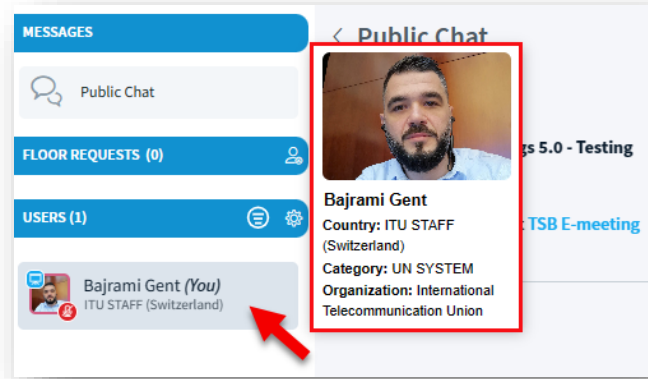 MESSAGES
Public Chat
FLOOR REQUESTS (0)
USERS (1)
Bajrami Gent (You)
ITU STAFF (Switzerland)
< Public Chat
Bajrami Gent
Country: ITU STAFF
(Switzerland)
Category: UN SYSTEM
Organization: International
Telecommunication Union
5.0 - Testing
TSB E-meeting